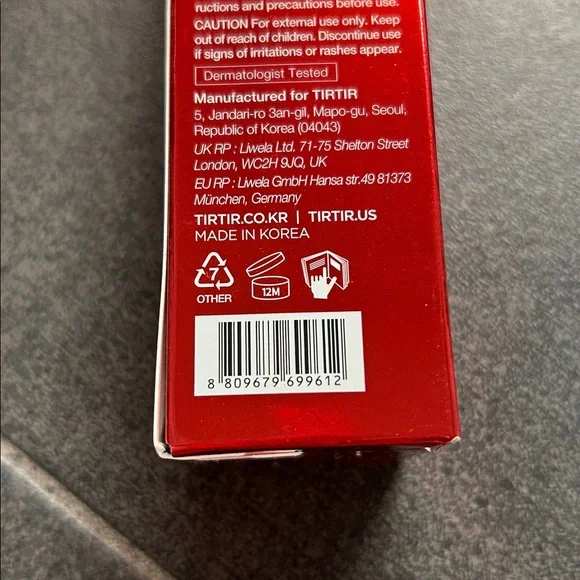 ructions and precautions before use.
CAUTION For external use only. Keep
out of reach of children. Discontinue use
if signs of irritations or rashes appear.
Dermatologist Tested
Manufactured for TIRTIR
5, Jandari-ro 3an-gil, Mapo-gu, Seoul,
Republic of Korea (04043)
UK RP : Liwela Ltd. 71-75 Shelton Street
London, WC2H 9JQ, UK
EU RP : Liwela GmbH Hansa str.49 81373
München, Germany
TIRTIR.CO.KR | TIRTIR.US
MADE IN KOREA
7
OTHER
12M
8 809679 699612